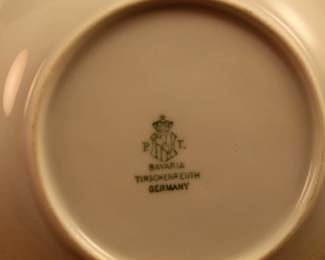 P. T.
BAVARIA
TIRSCHENREUTH
GERMANY